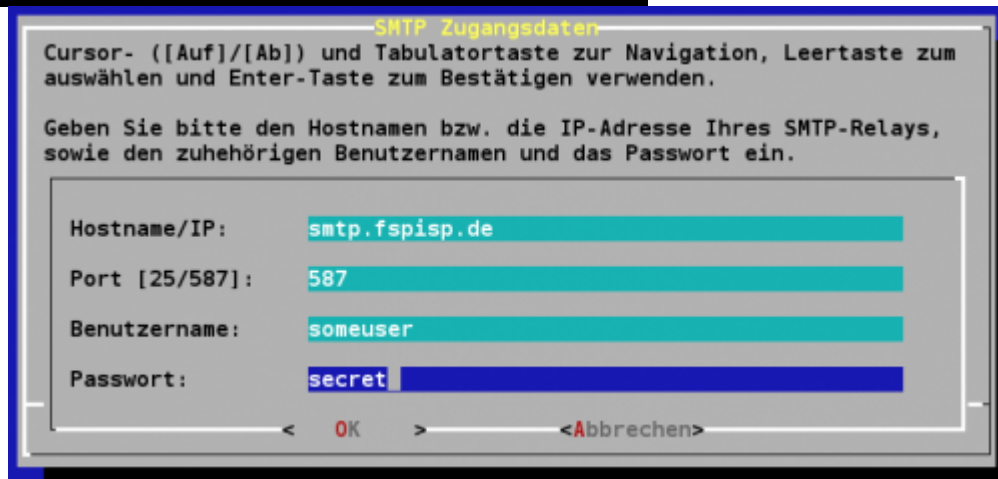 SMTP Zugangsdaten
Cursor- ([Auf]/[Ab]) und Tabulatortaste zur Navigation, Leertaste zum
auswählen und Enter-Taste zum Bestätigen verwenden.
Geben Sie bitte den Hostnamen bzw. die IP-Adresse Ihres SMTP-Relays,
sowie den zuhehörigen Benutzernamen und das Passwort ein.
Hostname/IP: smtp.fspisp.de
Port [25/587]: 587
Benutzername: someuser
Passwort: secret
< OK > <Abbrechen>